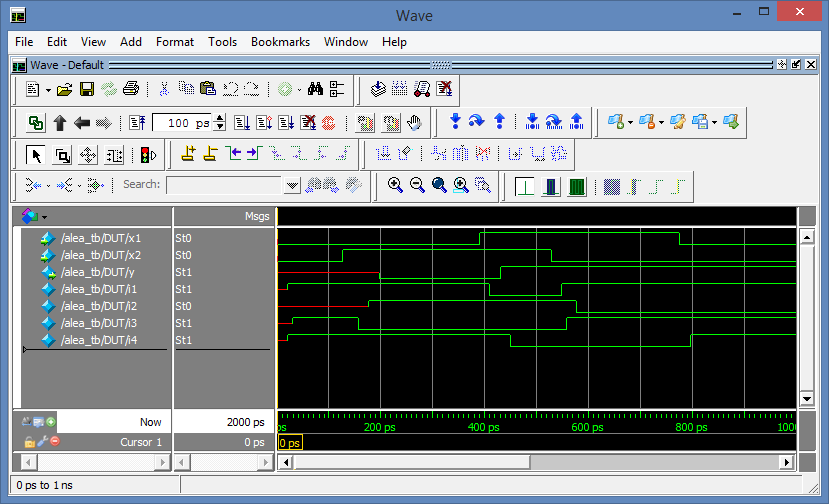 Wave
File Edit View Add Format Tools Bookmarks Window Help
Wave - Default
100 ps
Search:
Msgs
/alea_tb/DUT/x1 St0
/alea_tb/DUT/x2 St0
/alea_tb/DUT/y St1
/alea_tb/DUT/i1 St1
/alea_tb/DUT/i2 St0
/alea_tb/DUT/i3 St1
/alea_tb/DUT/i4 St1
Now 2000 ps ps 200 ps 400 ps 600 ps 800 ps 1000
Cursor 1 0 ps 0 ps
0 ps to 1 ns